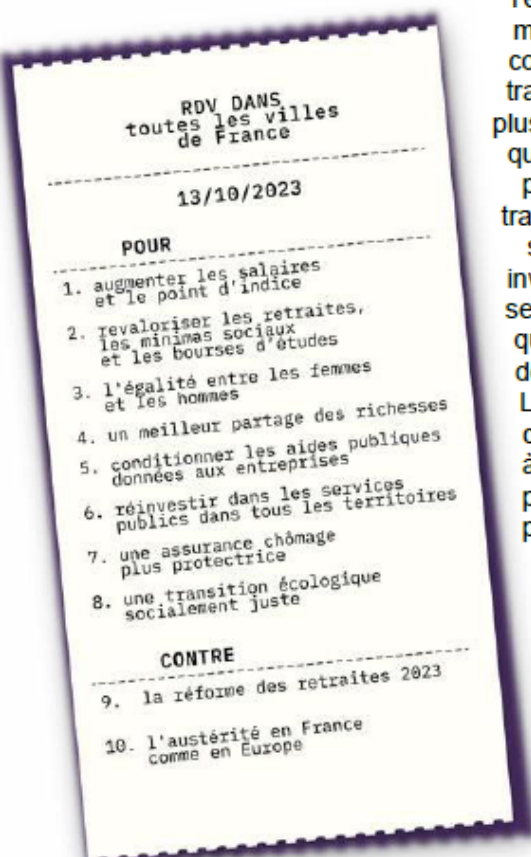 RDV DANS
toutes les villes
de France
13/10/2023
POUR
1. augmenter les salaires
et le point d'indice
2. revaloriser les retraites,
les minimas sociaux
et les bourses d'études
3. l'égalité entre les femmes
et les hommes
4. un meilleur partage des richesses
5. conditionner les aides publiques
données aux entreprises
6. réinvestir dans les services
publics dans tous les territoires
7. une assurance chômage
plus protectrice
8. une transition écologique
socialement juste
CONTRE
9. la réforme des retraites 2023
10. l'austérité en France
comme en Europe
plus